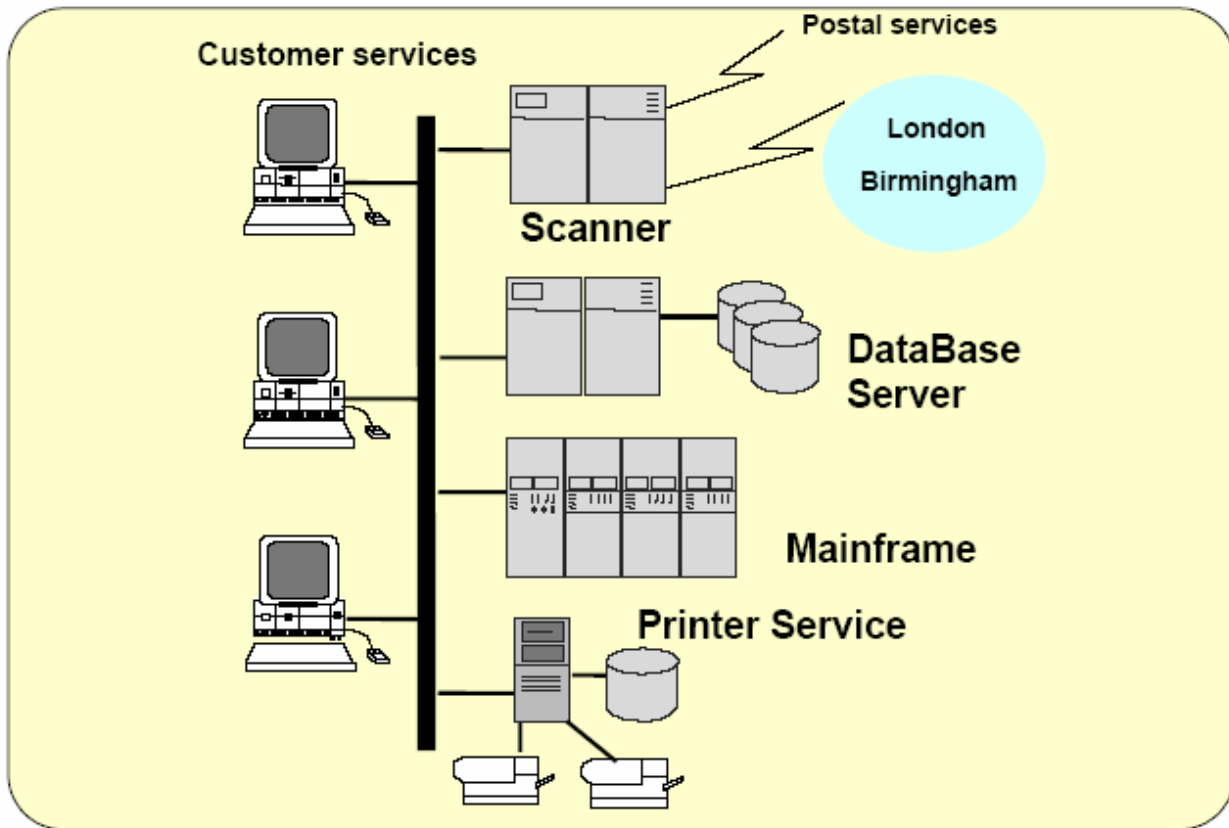 Postal services
Customer services
London
Birmingham
Scanner
DataBase
Server
Mainframe
Printer Service